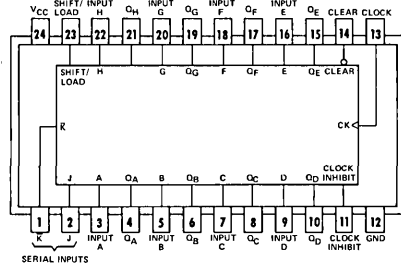 VCC SHIFT/ LOAD INPUT H QH INPUT G QG INPUT F QF INPUT E QE CLEAR CLOCK
24 23 22 21 20 19 18 17 16 15 14 13
SHIFT/ LOAD H G QG F QF E QE CLEAR
K̅ CK
J A QA B QB C QC D QD CLOCK INHIBIT
1 2 3 4 5 6 7 8 9 10 11 12
K̅ J INPUT A QA INPUT B QB INPUT C QC INPUT D QD CLOCK INHIBIT GND
SERIAL INPUTS